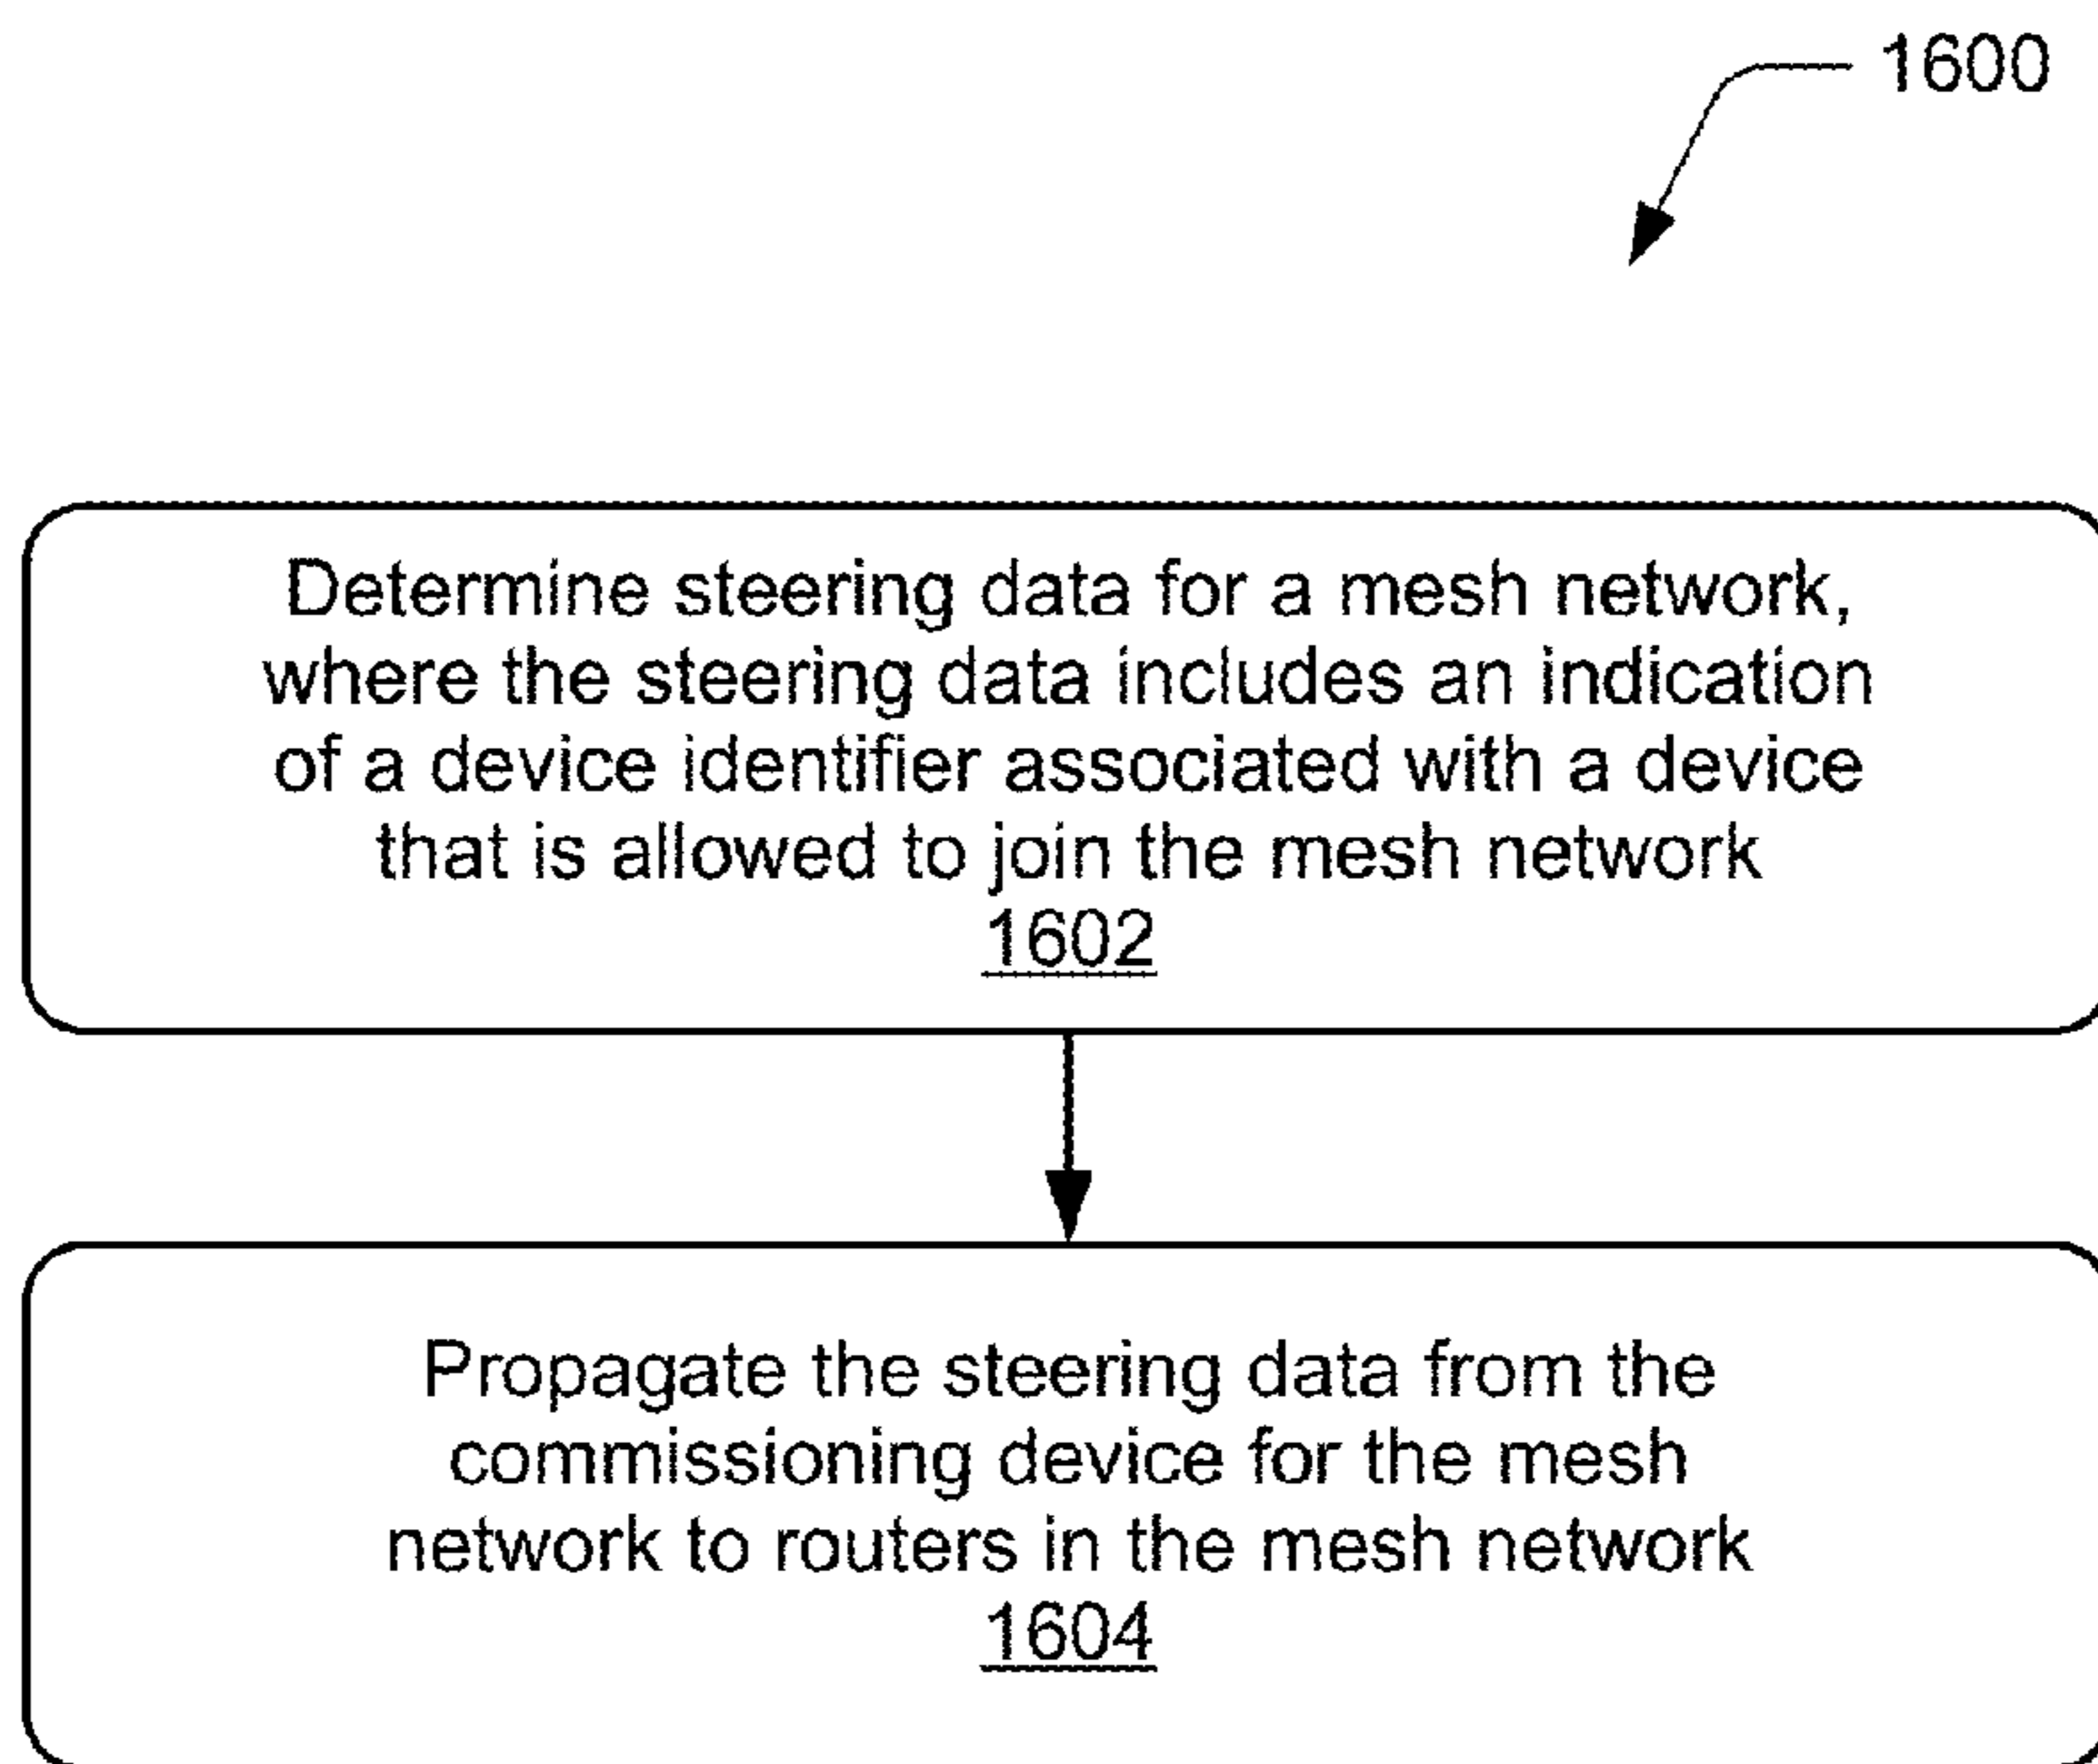 1600
Determine steering data for a mesh network,
where the steering data includes an indication
of a device identifier associated with a device
that is allowed to join the mesh network
1602
Propagate the steering data from the
commissioning device for the mesh
network to routers in the mesh network
1604